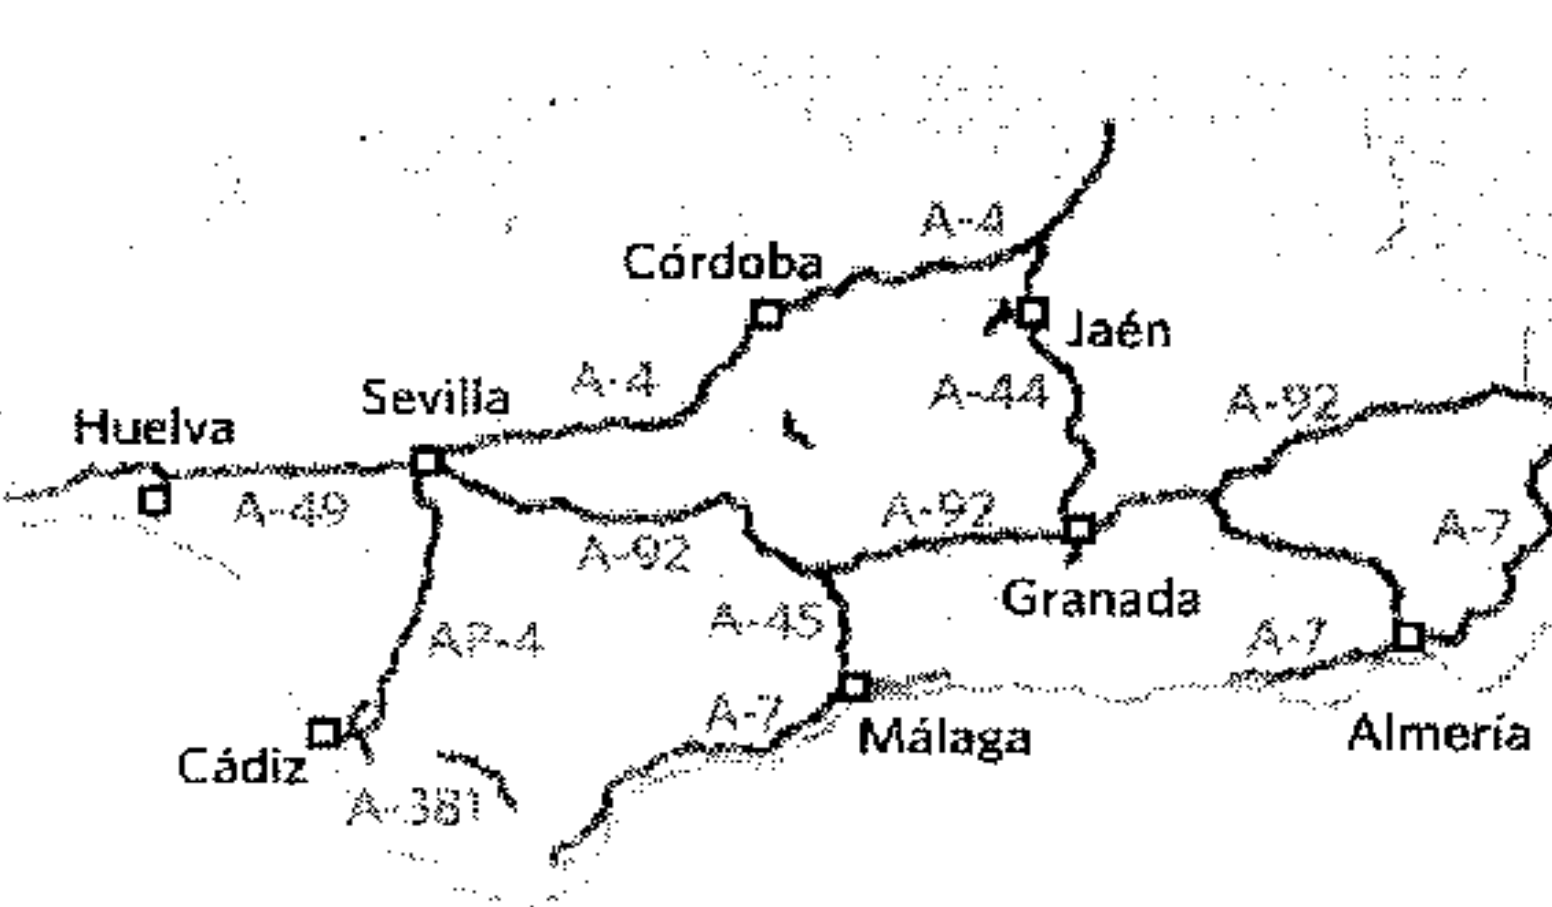 A-4
Córdoba
Jaén
A-4
A-44
Sevilla
A-92
Huelva
A-49
A-92
A-92
A-7
Granada
A-45
AP-4
A-7
A-7
Málaga
Almería
Cádiz
A-381